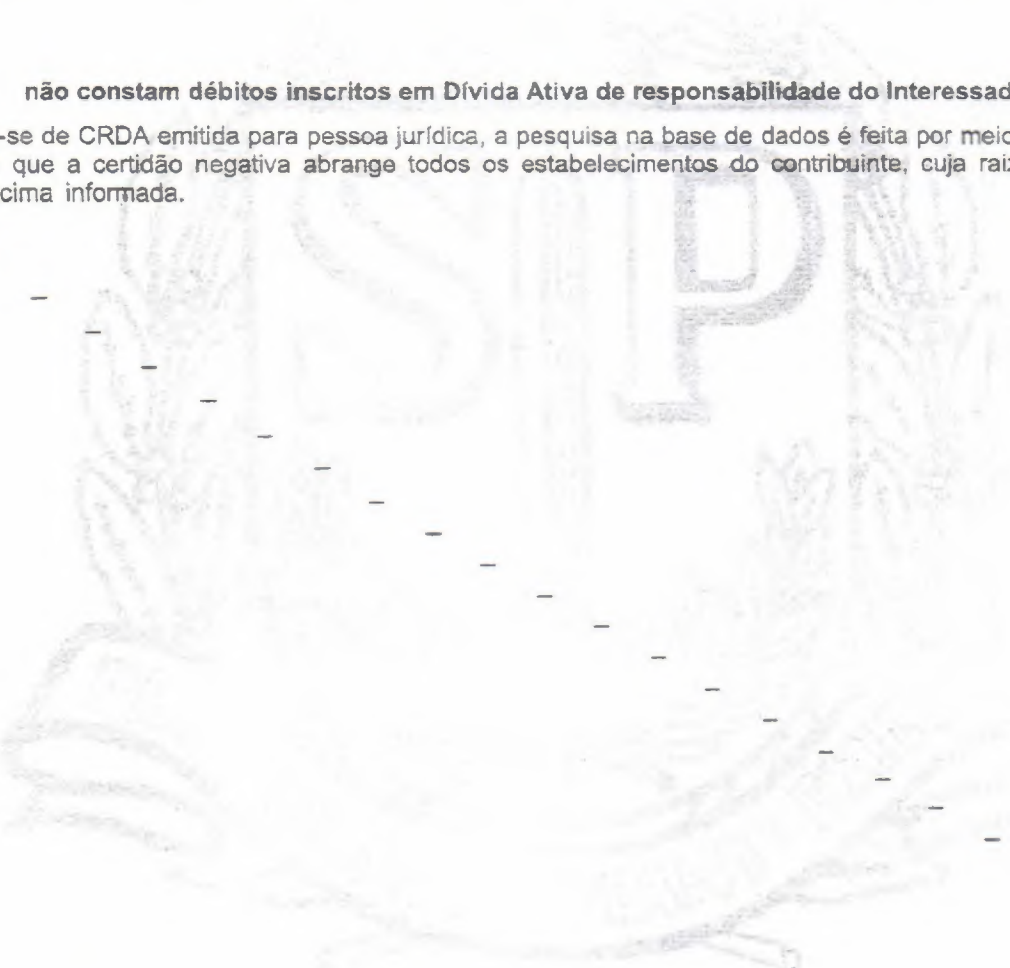 não constam débitos inscritos em Dívida Ativa de responsabilidade do Interessad
-se de CRDA emitida para pessoa jurídica, a pesquisa na base de dados é feita por meio
que a certidão negativa abrange todos os estabelecimentos do contribuinte, cuja raiz
cima informada.
SP